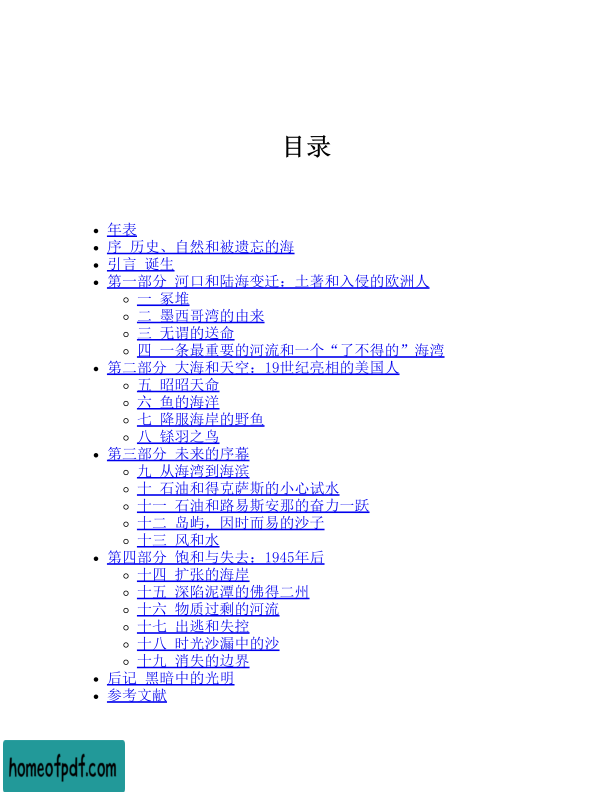 目录
年表
序 历史、自然和被遗忘的海
引言 诞生
第一部分 河口和陆海变迁：土著和入侵的欧洲人
一 冢堆
二 墨西哥湾的由来
三 无谓的送命
四 一条最重要的河流和一个“了不得的”海湾
第二部分 大海和天空：19世纪亮相的美国人
五 昭昭天命
六 鱼的海洋
七 降服海岸的野鱼
八 铩羽之鸟
第三部分 未来的序幕
九 从海湾到海滨
十 石油和得克萨斯的小心试水
十一 石油和路易斯安那的奋力一跃
十二 岛屿，因时而易的沙子
十三 风和水
第四部分 饱和与失去：1945年后
十四 扩张的海岸
十五 深陷泥潭的佛得二州
十六 物质过剩的河流
十七 出逃和失控
十八 时光沙漏中的沙
十九 消失的边界
后记 黑暗中的光明
参考文献
homeofpdf.com